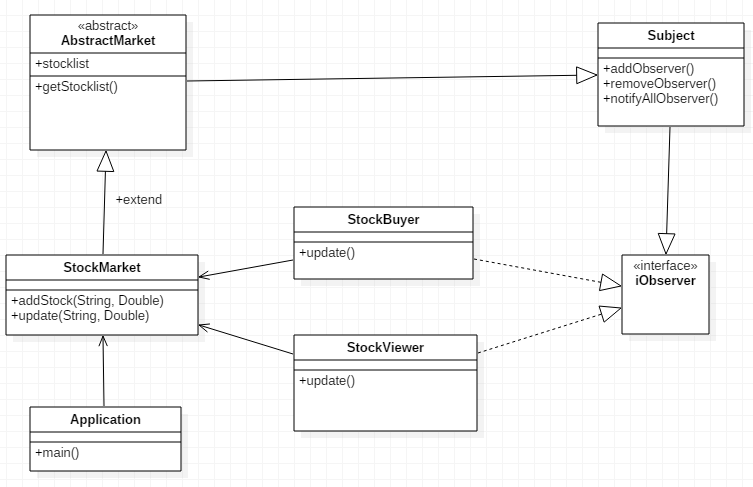 «abstract»
AbstractMarket
+stocklist
+getStocklist()
Subject
+addObserver()
+removeObserver()
+notifyAllObserver()
+extend
StockBuyer
+update()
StockMarket
+addStock(String, Double)
+update(String, Double)
«interface»
iObserver
StockViewer
+update()
Application
+main()